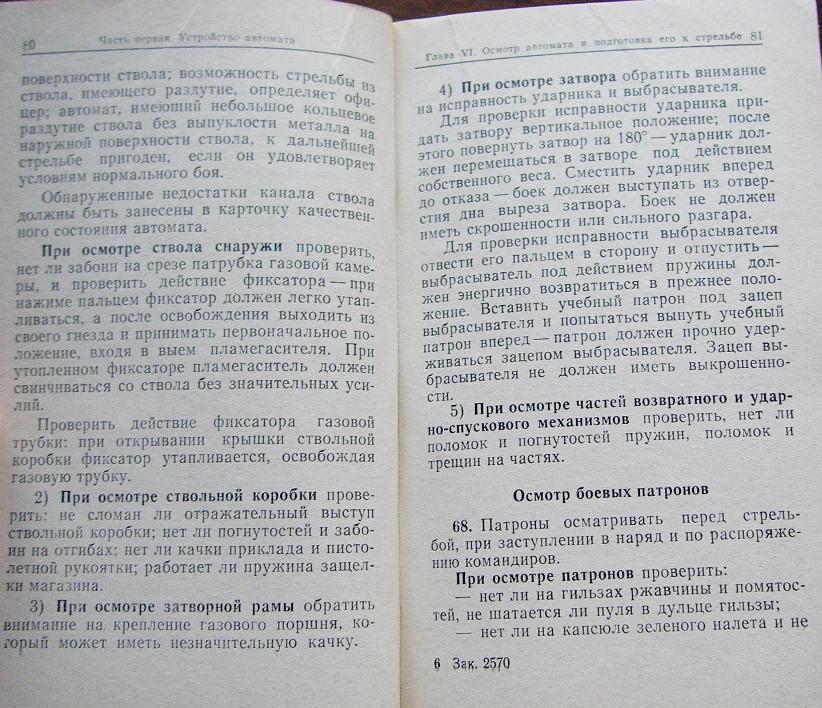 80
Часть первая Устройство автомата
поверхности ствола; возможность стрельбы из
ствола, имеющего раздутие, определяет офи-
цер; автомат, имеющий небольшое кольцевое
раздутие ствола без выпуклости металла на
наружной поверхности ствола, к дальнейшей
стрельбе пригоден, если он удовлетворяет
условиям нормального боя.
Обнаруженные недостатки канала ствола
должны быть занесены в карточку качествен-
ного состояния автомата.
При осмотре ствола снаружи проверить,
нет ли забоин на срезе патрубка газовой каме-
ры, и проверить действие фиксатора — при
нажиме пальцем фиксатор должен легко утап-
ливаться, а после освобождения выходить из
своего гнезда и принимать первоначальное по-
ложение, входя в выем пламегасителя. При
утопленном фиксаторе пламегаситель должен
свинчиваться со ствола без значительных уси-
лий.
Проверить действие фиксатора газовой
трубки: при открывании крышки ствольной
коробки фиксатор утапливается, освобождая
газовую трубку.
2) При осмотре ствольной коробки прове-
рить: не сломан ли отражательный выступ
ствольной коробки; нет ли погнутостей и забо-
ин на отгибах; нет ли качки приклада и писто-
летной рукоятки; работает ли пружина защел-
ки магазина.
3) При осмотре затворной рамы обратить
внимание на крепление газового поршня, ко-
торый может иметь незначительную качку.
Глава VI. Осмотр автомата и подготовка его к стрельбе 81
4) При осмотре затвора обратить внимание
на исправность ударника и выбрасывателя.
Для проверки исправности ударника при-
дать затвору вертикальное положение; после
этого повернуть затвор на 180° — ударник дол-
жен перемещаться в затворе под действием
собственного веса. Сместить ударник вперед
до отказа — боек должен выступать из отвер-
стия дна выреза затвора. Боек не должен
иметь скрошенности или сильного разгара.
Для проверки исправности выбрасывателя
отвести его пальцем в сторону и отпустить —
выбрасыватель под действием пружины дол-
жен энергично возвратиться в прежнее поло-
жение. Вставить учебный патрон под зацеп
выбрасывателя и попытаться вынуть учебный
патрон вперед — патрон должен прочно удер-
живаться зацепом выбрасывателя. Зацеп вы-
брасывателя не должен иметь выкрошенно-
сти.
5) При осмотре частей возвратного и удар-
но-спускового механизмов проверить, нет ли
поломок и погнутостей пружин, поломок и
трещин на частях.
Осмотр боевых патронов
68. Патроны осматривать перед стрель-
бой, при заступлении в наряд и по распоряже-
нию командиров.
При осмотре патронов проверить:
— нет ли на гильзах ржавчины и помятос-
тей, не шатается ли пуля в дульце гильзы;
— нет ли на капсюле зеленого налета и не
6 Зак. 2570